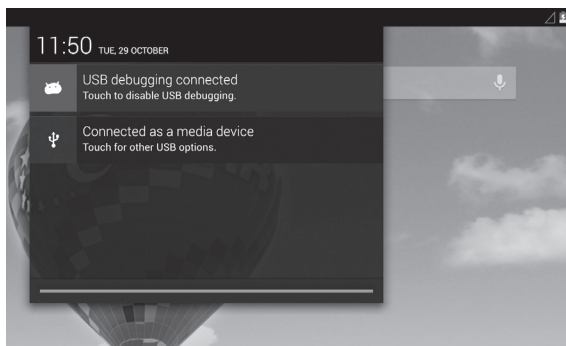 11:50 TUE, 29 OCTOBER
USB debugging connected
Touch to disable USB debugging.
Connected as a media device
Touch for other USB options.